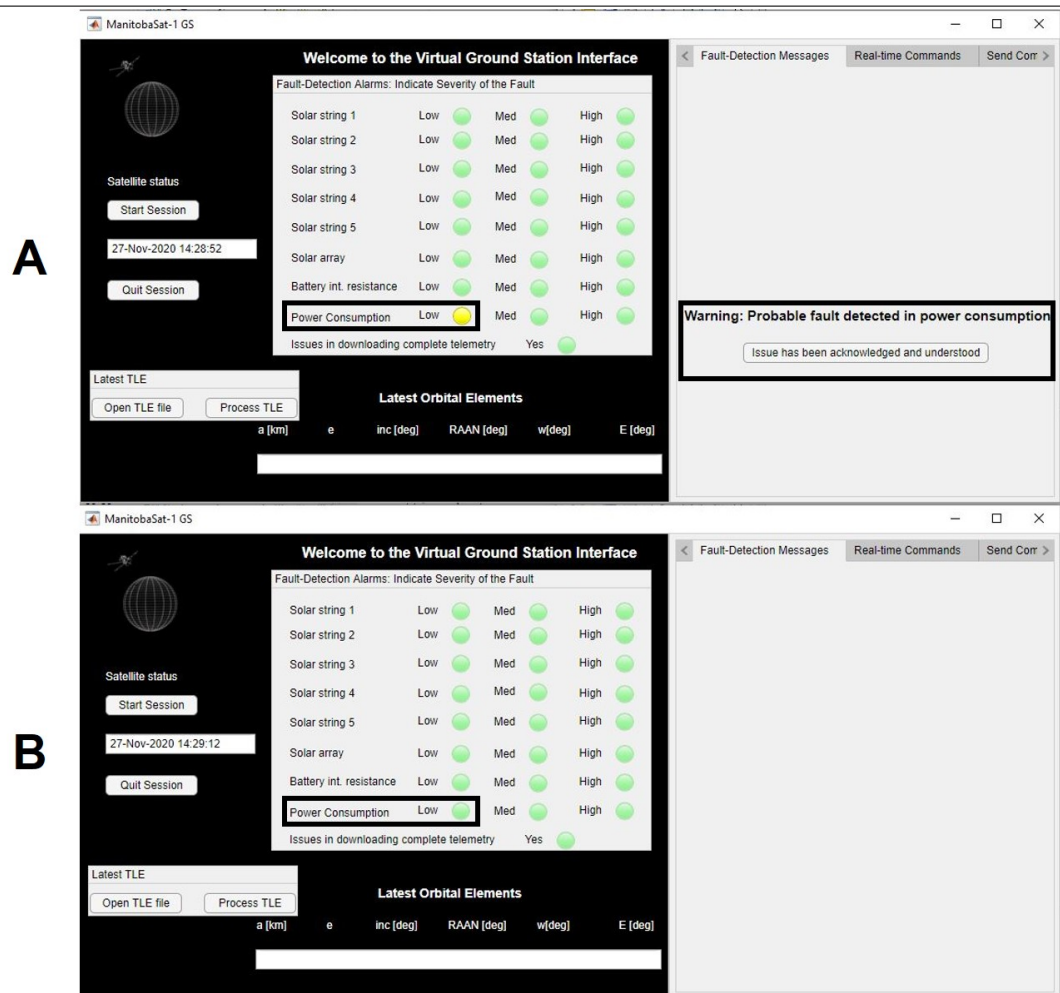 ManitobaSat-1 GS
Welcome to the Virtual Ground Station Interface
Fault-Detection Alarms: Indicate Severity of the Fault
Solar string 1 Low Med High
Solar string 2 Low Med High
Solar string 3 Low Med High
Solar string 4 Low Med High
Solar string 5 Low Med High
Solar array Low Med High
Battery int. resistance Low Med High
Power Consumption Low Med High
Issues in downloading complete telemetry Yes
Satellite status
Start Session
27-Nov-2020 14:28:52
Quit Session
A
Latest TLE
Open TLE file Process TLE
Latest Orbital Elements
a [km] e inc [deg] RAAN [deg] w[deg] E [deg]
< Fault-Detection Messages Real-time Commands Send Com >
Warning: Probable fault detected in power consumption
Issue has been acknowledged and understood
ManitobaSat-1 GS
Welcome to the Virtual Ground Station Interface
Fault-Detection Alarms: Indicate Severity of the Fault
Solar string 1 Low Med High
Solar string 2 Low Med High
Solar string 3 Low Med High
Solar string 4 Low Med High
Solar string 5 Low Med High
Solar array Low Med High
Battery int. resistance Low Med High
Power Consumption Low Med High
Issues in downloading complete telemetry Yes
Satellite status
Start Session
27-Nov-2020 14:29:12
Quit Session
B
Latest TLE
Open TLE file Process TLE
Latest Orbital Elements
a [km] e inc [deg] RAAN [deg] w[deg] E [deg]
< Fault-Detection Messages Real-time Commands Send Com >